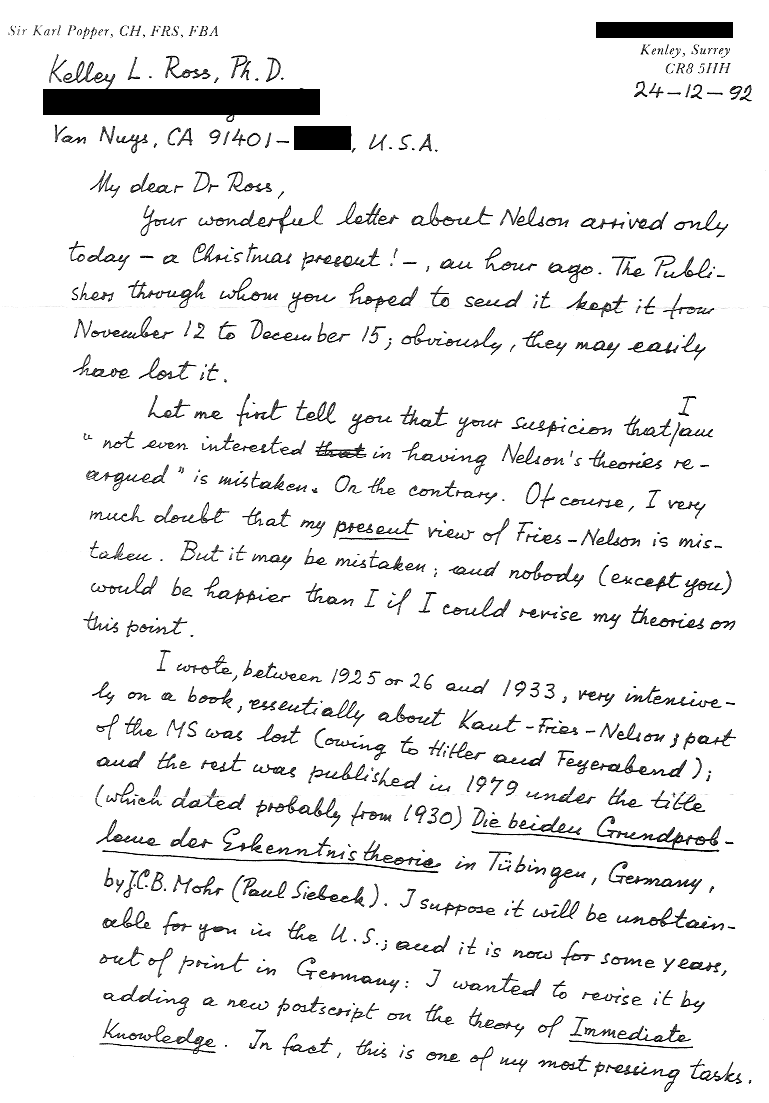 Sir Karl Popper, CH, FRS, FBA
Kenley, Surrey
CR8 5HH
24-12-92
Kelley L. Ross, Ph.D.
Van Nuys, CA 91401- , U.S.A.
My dear Dr Ross,
Your wonderful letter about Nelson arrived only
today – a Christmas present! –, an hour ago. The Publi-
shers through whom you hoped to send it kept it from
November 12 to December 15; obviously, they may easily
have lost it.
Let me first tell you that your suspicion that I am
"not even interested that in having Nelson's theories re-
argued" is mistaken. On the contrary. Of course, I very
much doubt that my present view of Fries-Nelson is mis-
taken. But it may be mistaken; and nobody (except you)
would be happier than I if I could revise my theories on
this point.
I wrote, between 1925 or 26 and 1933, very intensive-
ly on a book, essentially about Kant-Fries-Nelson; part
of the MS was lost (owing to Hitler and Feyerabend);
and the rest was published in 1979 under the title
(which dated probably from 1930) Die beiden Grundprob-
leme der Erkenntnistheorie in Tübingen, Germany,
by J.C.B. Mohr (Paul Siebeck). I suppose it will be unobtain-
able for you in the U.S.; and it is now for some years,
out of print in Germany: I wanted to revise it by
adding a new postscript on the theory of Immediate
Knowledge. In fact, this is one of my most pressing tasks.